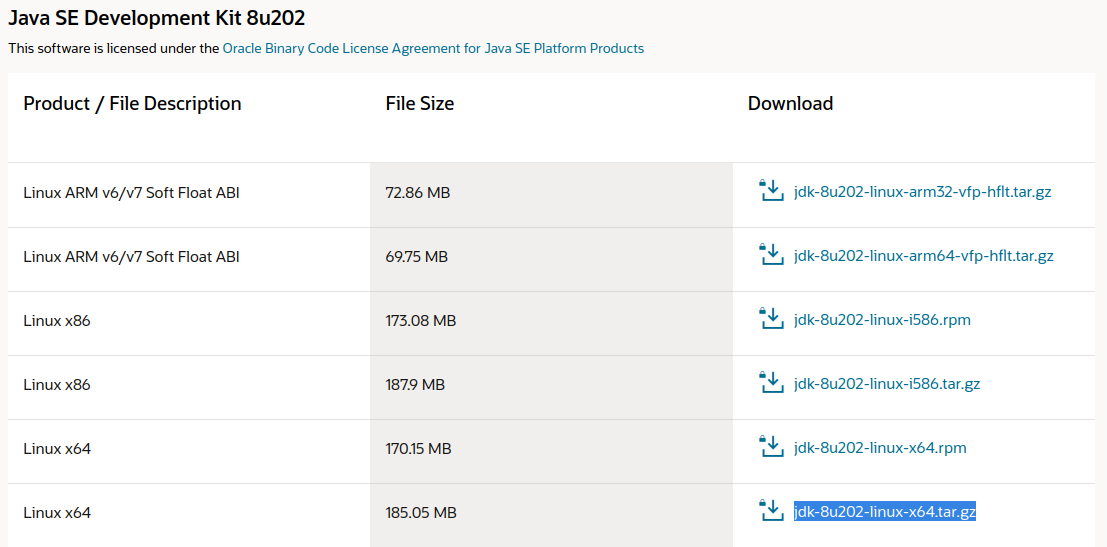 Java SE Development Kit 8u202
This software is licensed under the Oracle Binary Code License Agreement for Java SE Platform Products
Product / File Description File Size Download
Linux ARM v6/v7 Soft Float ABI 72.86 MB jdk-8u202-linux-arm32-vfp-hflt.tar.gz
Linux ARM v6/v7 Soft Float ABI 69.75 MB jdk-8u202-linux-arm64-vfp-hflt.tar.gz
Linux x86 173.08 MB jdk-8u202-linux-i586.rpm
Linux x86 187.9 MB jdk-8u202-linux-i586.tar.gz
Linux x64 170.15 MB jdk-8u202-linux-x64.rpm
Linux x64 185.05 MB jdk-8u202-linux-x64.tar.gz